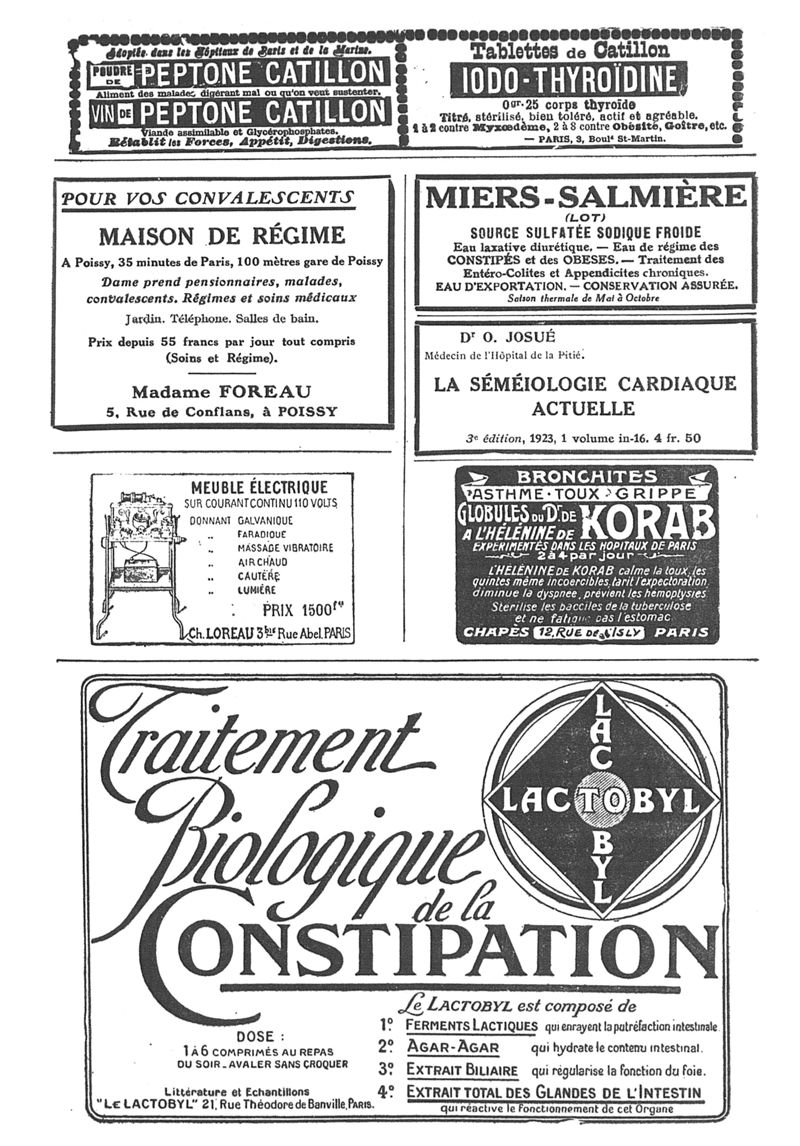 Adoptée dans les Hôpitaux de Paris et de la Marine.
POUDRE DE PEPTONE CATILLON
Aliment des malades digérant mal ou qu'on veut sustenter.
VIN DE PEPTONE CATILLON
Viande assimilable et Glycérophosphates.
Rétablit les Forces, Appétit, Digestions.
Tablettes de Catillon
IODO-THYROÏDINE
0gr.25 corps thyroïde
Titré, stérilisé, bien toléré, actif et agréable.
1 à 2 contre Myxœdème, 2 à 8 contre Obésité, Goître, etc.
— PARIS, 3, Boulᵈ St-Martin.
POUR VOS CONVALESCENTS
MAISON DE RÉGIME
A Poissy, 35 minutes de Paris, 100 mètres gare de Poissy
Dame prend pensionnaires, malades,
convalescents. Régimes et soins médicaux
Jardin. Téléphone. Salles de bain.
Prix depuis 55 francs par jour tout compris
(Soins et Régime).
Madame FOREAU
5, Rue de Conflans, à POISSY
MIERS-SALMIÈRE
(LOT)
SOURCE SULFATÉE SODIQUE FROIDE
Eau laxative diurétique. — Eau de régime des
CONSTIPÉS et des OBESES. — Traitement des
Entéro-Colites et Appendicites chroniques.
EAU D'EXPORTATION. — CONSERVATION ASSURÉE.
Saison thermale de Mai à Octobre
Dr O. JOSUÉ
Médecin de l'Hôpital de la Pitié.
LA SÉMÉIOLOGIE CARDIAQUE
ACTUELLE
3e édition, 1923, 1 volume in-16. 4 fr. 50
MEUBLE ÉLECTRIQUE
SUR COURANT CONTINU 110 VOLTS
DONNANT GALVANIQUE
„ FARADIQUE
„ MASSAGE VIBRATOIRE
„ AIR CHAUD
„ CAUTÈRE
„ LUMIÈRE
PRIX 1500frs
Ch. LOREAU 3bis Rue Abel. PARIS
BRONCHITES
ASTHME · TOUX · GRIPPE
GLOBULES DU Dr DE KORAB
A L'HÉLÉNINE DE
EXPÉRIMENTÉS DANS LES HOPITAUX DE PARIS
2 à 4 par jour
L'HÉLÉNINE DE KORAB calme la toux, les
quintes même incoercibles, tarit l'expectoration,
diminue la dyspnée, prévient les hémoptysies
Stérilise les bacilles de la tuberculose
et ne fatigue pas l'estomac.
CHAPÈS 12, RUE DE L'ISLY PARIS
Traitement
Biologique
de la
CONSTIPATION
LACTOBYL
LACTOBYL
DOSE :
1 à 6 COMPRIMÉS AU REPAS
DU SOIR - AVALER SANS CROQUER
Littérature et Echantillons
"LE LACTOBYL" 21, Rue Théodore de Banville, PARIS.
Le LACTOBYL est composé de
1º FERMENTS LACTIQUES qui enrayent la putréfaction intestinale
2º AGAR-AGAR qui hydrate le contenu intestinal.
3º EXTRAIT BILIAIRE qui régularise la fonction du foie.
4º EXTRAIT TOTAL DES GLANDES DE L'INTESTIN
qui réactive le fonctionnement de cet Organe